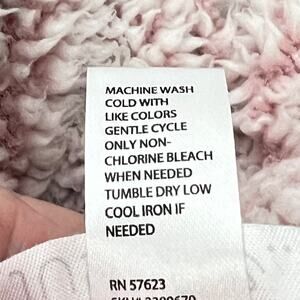 MACHINE WASH
COLD WITH
LIKE COLORS
GENTLE CYCLE
ONLY NON-
CHLORINE BLEACH
WHEN NEEDED
TUMBLE DRY LOW
COOL IRON IF
NEEDED
RN 57623